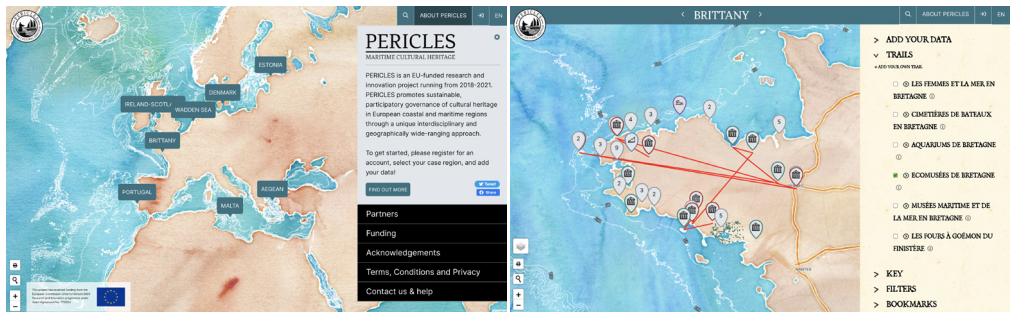 PERICLES
ABOUT PERICLES
EN
PERICLES
MARITIME CULTURAL HERITAGE
PERICLES is an EU-funded research and
innovation project running from 2018-2021.
PERICLES promotes sustainable,
participatory governance of cultural heritage
in European coastal and maritime regions
through a unique interdisciplinary and
geographically wide-ranging approach.
To get started, please register for an
account, select your case region, and add
your data!
FIND OUT MORE
Tweet
Share
Partners
Funding
Acknowledgements
Terms, Conditions and Privacy
Contact us & help
ESTONIA
DENMARK
IRELAND-SCOTL
WADDEN SEA
BRITTANY
PORTUGAL
AEGEAN
MALTA
+
−
PERICLES
< BRITTANY >
ABOUT PERICLES
EN
> ADD YOUR DATA
TRAILS
+ ADD YOUR OWN TRAIL
LES FEMMES ET LA MER EN
BRETAGNE
CIMETIÈRES DE BATEAUX
EN BRETAGNE
AQUARIUMS DE BRETAGNE
ECOMUSÉES DE BRETAGNE
MUSÉES MARITIME ET DE
LA MER EN BRETAGNE
LES FOURS À GOÉMON DU
FINISTÈRE
> KEY
> FILTERS
> BOOKMARKS
2
4
3
5
2
3
9
2
3
2
5
NANTES
+
−